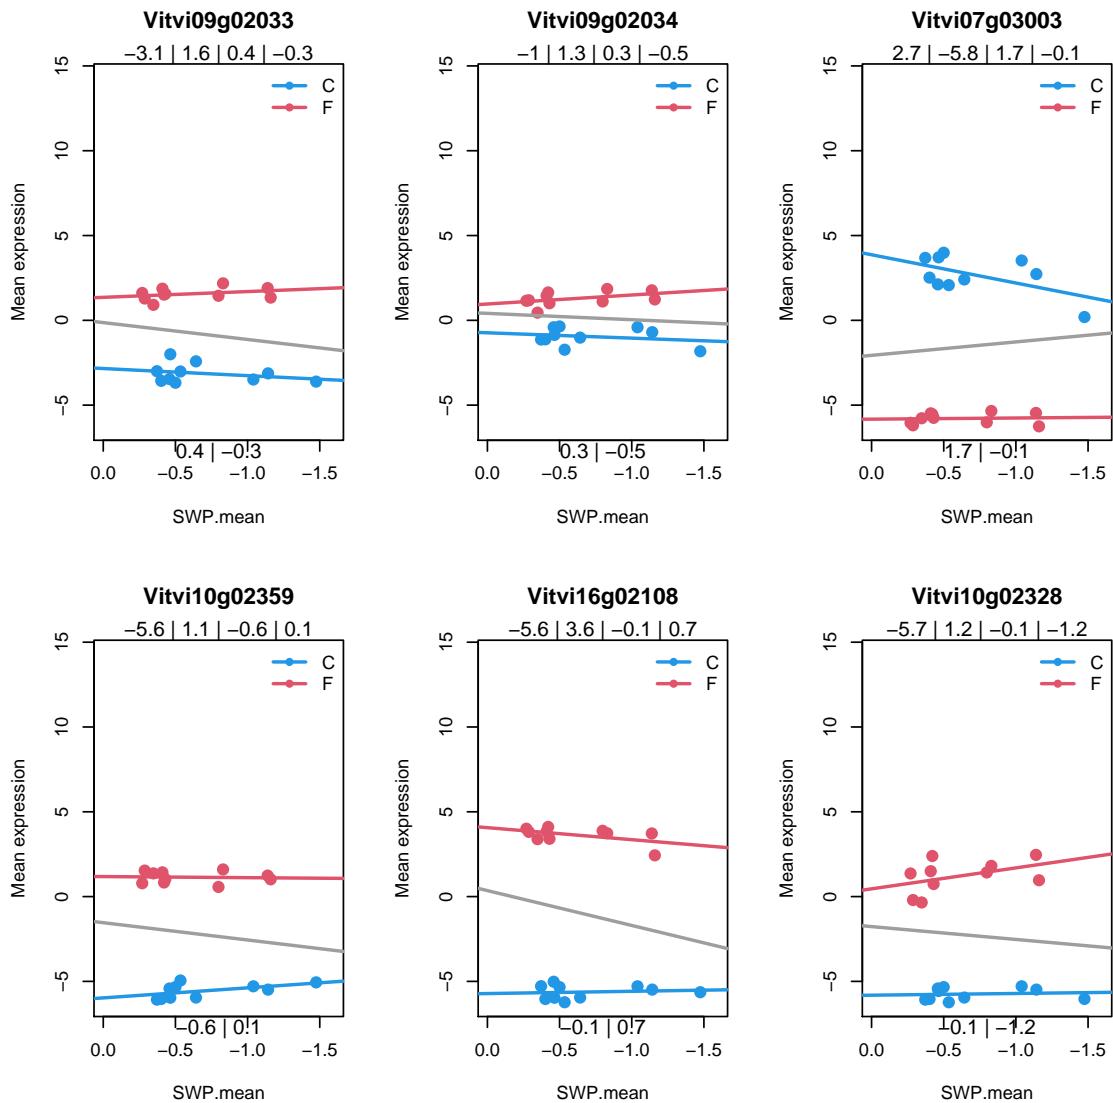 Vitvi09g02033
−3.1 | 1.6 | 0.4 | −0.3
C
F
Mean expression
15
10
5
0
−5
0.4 | −0.3
0.0 −0.5 −1.0 −1.5
SWP.mean
Vitvi09g02034
−1 | 1.3 | 0.3 | −0.5
C
F
Mean expression
15
10
5
0
−5
0.3 | −0.5
0.0 −0.5 −1.0 −1.5
SWP.mean
Vitvi07g03003
2.7 | −5.8 | 1.7 | −0.1
C
F
Mean expression
15
10
5
0
−5
1.7 | −0.1
0.0 −0.5 −1.0 −1.5
SWP.mean
Vitvi10g02359
−5.6 | 1.1 | −0.6 | 0.1
C
F
Mean expression
15
10
5
0
−5
−0.6 | 0.1
0.0 −0.5 −1.0 −1.5
SWP.mean
Vitvi16g02108
−5.6 | 3.6 | −0.1 | 0.7
C
F
Mean expression
15
10
5
0
−5
−0.1 | 0.7
0.0 −0.5 −1.0 −1.5
SWP.mean
Vitvi10g02328
−5.7 | 1.2 | −0.1 | −1.2
C
F
Mean expression
15
10
5
0
−5
−0.1 | −1.2
0.0 −0.5 −1.0 −1.5
SWP.mean